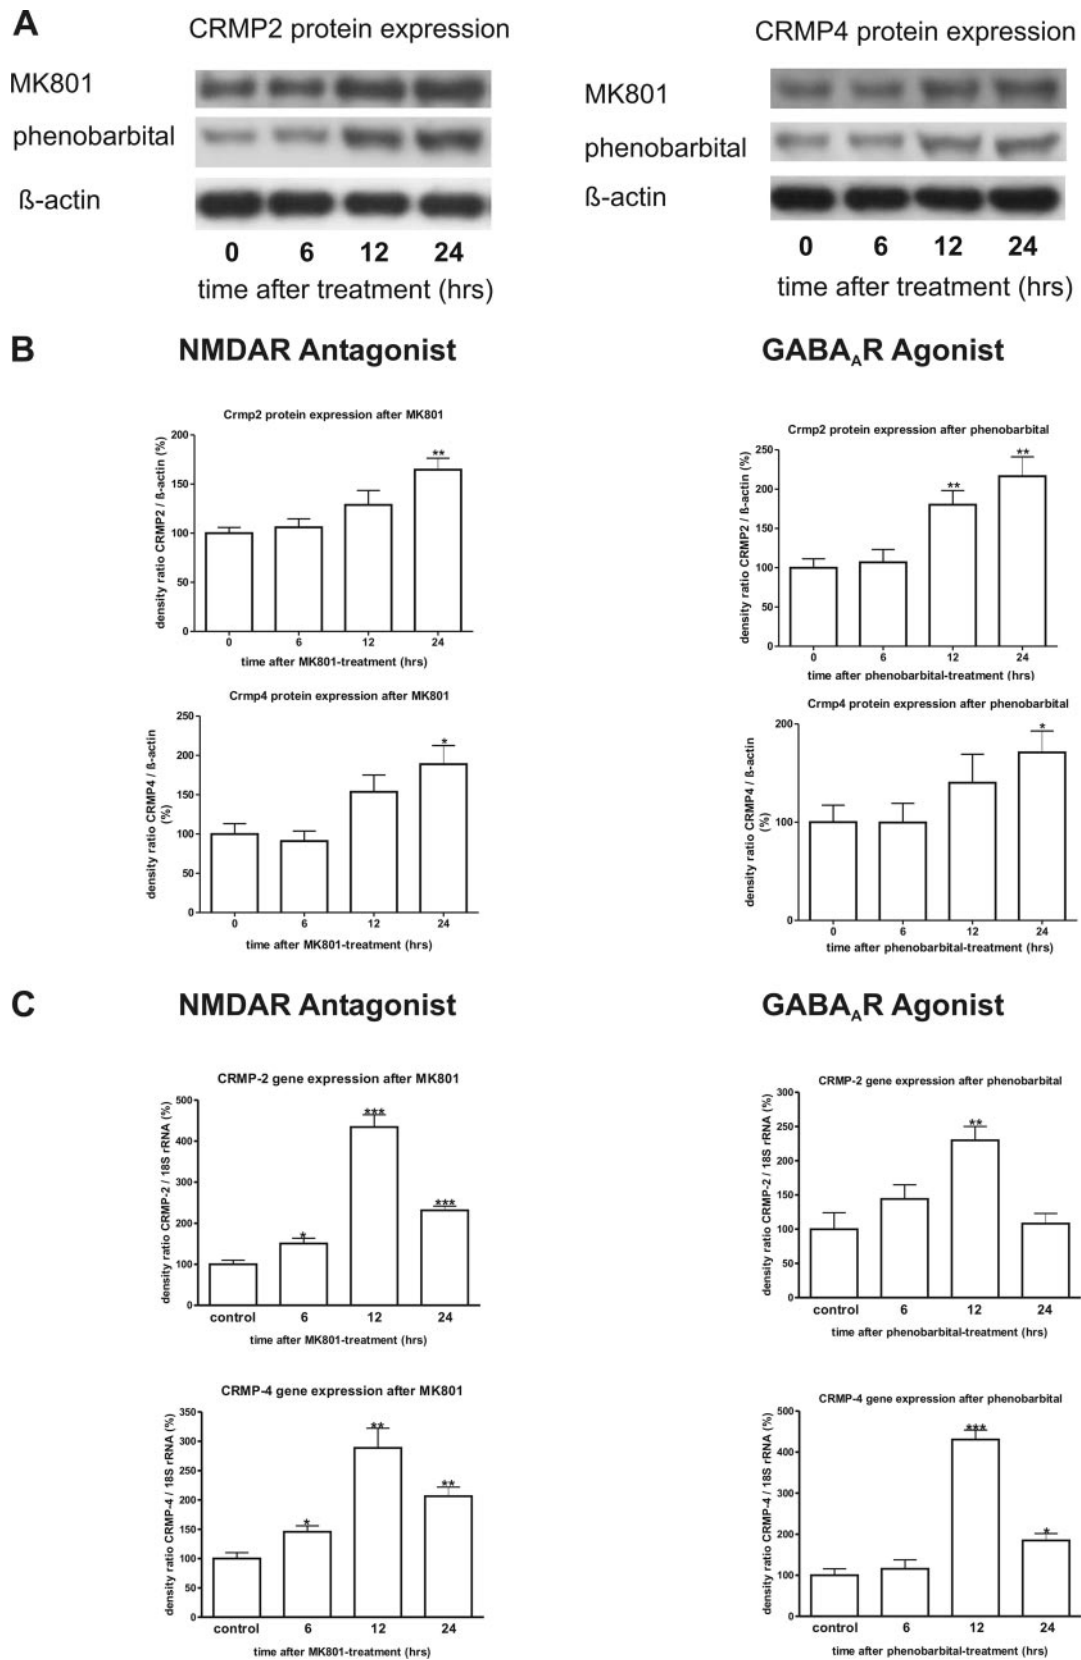 A
CRMP2 protein expression
CRMP4 protein expression
MK801
phenobarbital
ß-actin
0 6 12 24
time after treatment (hrs)
MK801
phenobarbital
ß-actin
0 6 12 24
time after treatment (hrs)
B
NMDAR Antagonist
GABAAR Agonist
Crmp2 protein expression after MK801
density ratio CRMP2 / ß-actin (%)
200
150
100
50
0
**
0 6 12 24
time after MK801-treatment (hrs)
Crmp2 protein expression after phenobarbital
density ratio CRMP2 / ß-actin (%)
250
200
150
100
50
0
** **
0 6 12 24
time after phenobarbital-treatment (hrs)
Crmp4 protein expression after MK801
density ratio CRMP4 / ß-actin
(%)
250
200
150
100
50
0
*
0 6 12 24
time after MK801-treatment (hrs)
Crmp4 protein expression after phenobarbital
density ratio CRMP4 / ß-actin
(%)
200
100
0
*
0 6 12 24
time after phenobarbital-treatment (hrs)
C
NMDAR Antagonist
GABAAR Agonist
CRMP-2 gene expression after MK801
density ratio CRMP-2 / 18S rRNA (%)
500
400
300
200
100
0
* *** ***
control 6 12 24
time after MK801-treatment (hrs)
CRMP-2 gene expression after phenobarbital
density ratio CRMP-2 / 18S rRNA (%)
300
250
200
150
100
50
0
**
control 6 12 24
time after phenobarbital-treatment (hrs)
CRMP-4 gene expression after MK801
density ratio CRMP-4 / 18S rRNA (%)
350
300
250
200
150
100
50
0
* ** **
control 6 12 24
time after MK801-treatment (hrs)
CRMP-4 gene expression after phenobarbital
density ratio CRMP-4 / 18S rRNA (%)
500
400
300
200
100
0
*** *
control 6 12 24
time after phenobarbital-treatment (hrs)